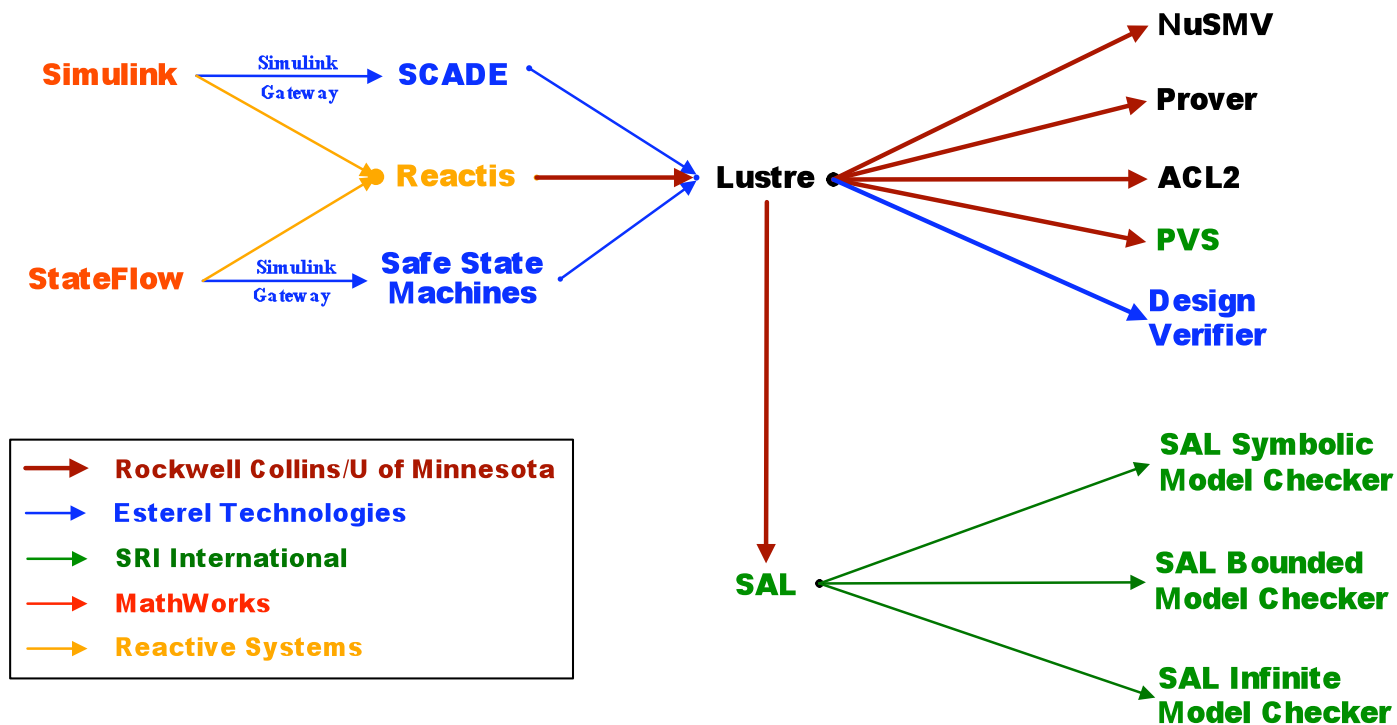 NuSMV
Simulink
Simulink
Gateway
SCADE
Prover
Reactis
Lustre
ACL2
PVS
StateFlow
Simulink
Gateway
Safe State
Machines
Design
Verifier
Rockwell Collins/U of Minnesota
Esterel Technologies
SRI International
MathWorks
Reactive Systems
SAL
SAL Symbolic
Model Checker
SAL Bounded
Model Checker
SAL Infinite
Model Checker